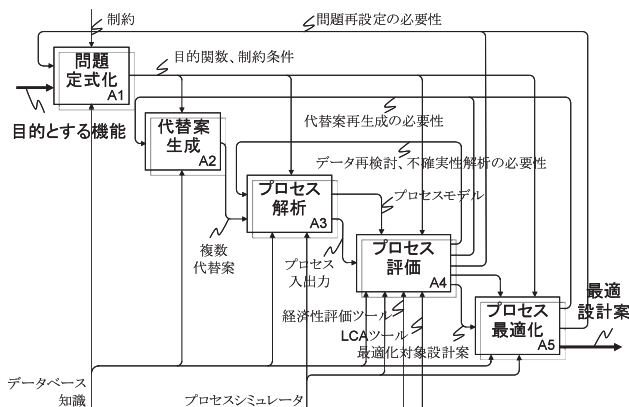 制約
問題再設定の必要性
問題
定式化
A1
目的関数、制約条件
目的とする機能
代替案
生成
A2
代替案再生成の必要性
データ再検討、不確実性解析の必要性
プロセス
解析
A3
プロセスモデル
複数
代替案
プロセス
入出力
プロセス
評価
A4
経済性評価ツール
LCAツール
最適化対象設計案
プロセス
最適化
A5
最適
設計案
データベース
知識
プロセスシミュレータ